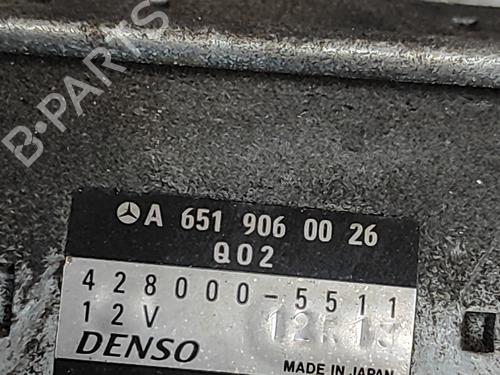 B-PARTS
A 651 906 00 26
Q02
428000-5511
12V
DENSO
MADE IN JAPAN